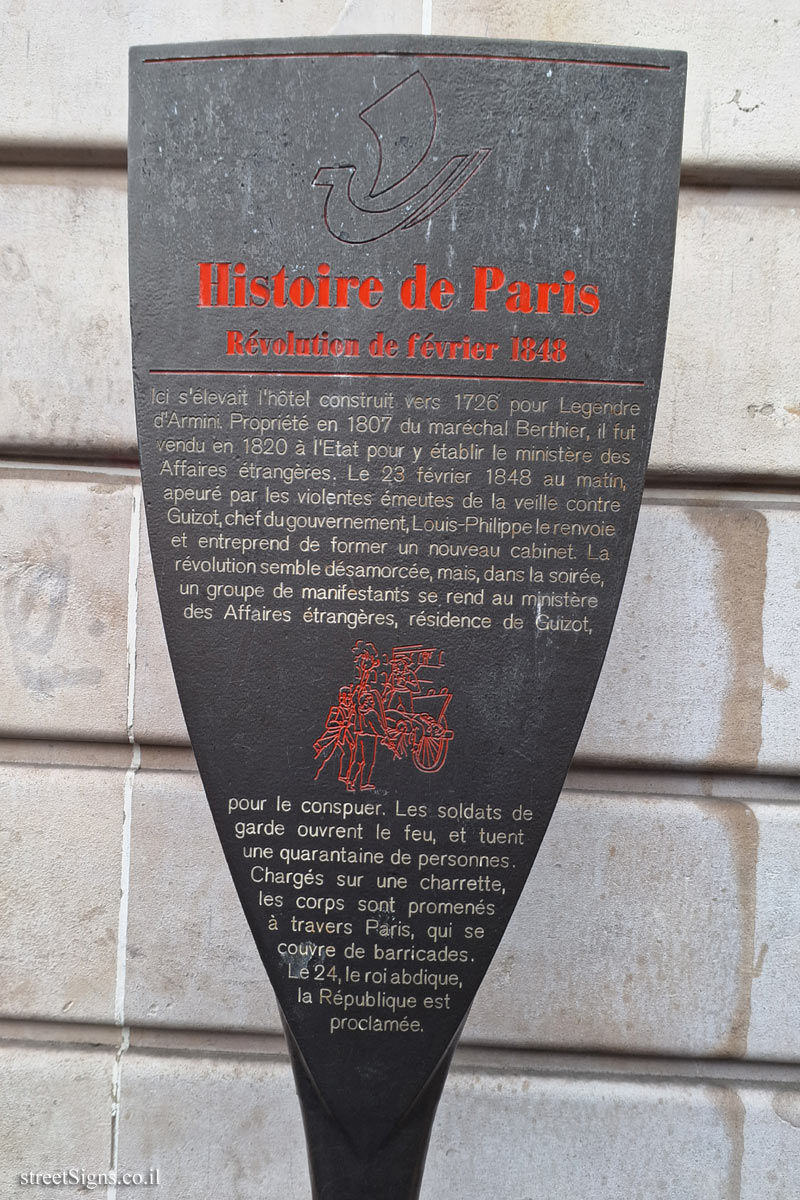 Histoire de Paris
Révolution de février 1848
Ici s'élevait l'hôtel construit vers 1726 pour Legendre
d'Armini. Propriété en 1807 du maréchal Berthier, il fut
vendu en 1820 à l'Etat pour y établir le ministère des
Affaires étrangères. Le 23 février 1848 au matin,
apeuré par les violentes émeutes de la veille contre
Guizot, chef du gouvernement, Louis-Philippe le renvoie
et entreprend de former un nouveau cabinet. La
révolution semble désamorcée, mais, dans la soirée,
un groupe de manifestants se rend au ministère
des Affaires étrangères, résidence de Guizot,
pour le conspuer. Les soldats de
garde ouvrent le feu, et tuent
une quarantaine de personnes.
Chargés sur une charrette,
les corps sont promenés
à travers Paris, qui se
couvre de barricades.
Le 24, le roi abdique,
la République est
proclamée.
streetSigns.co.il